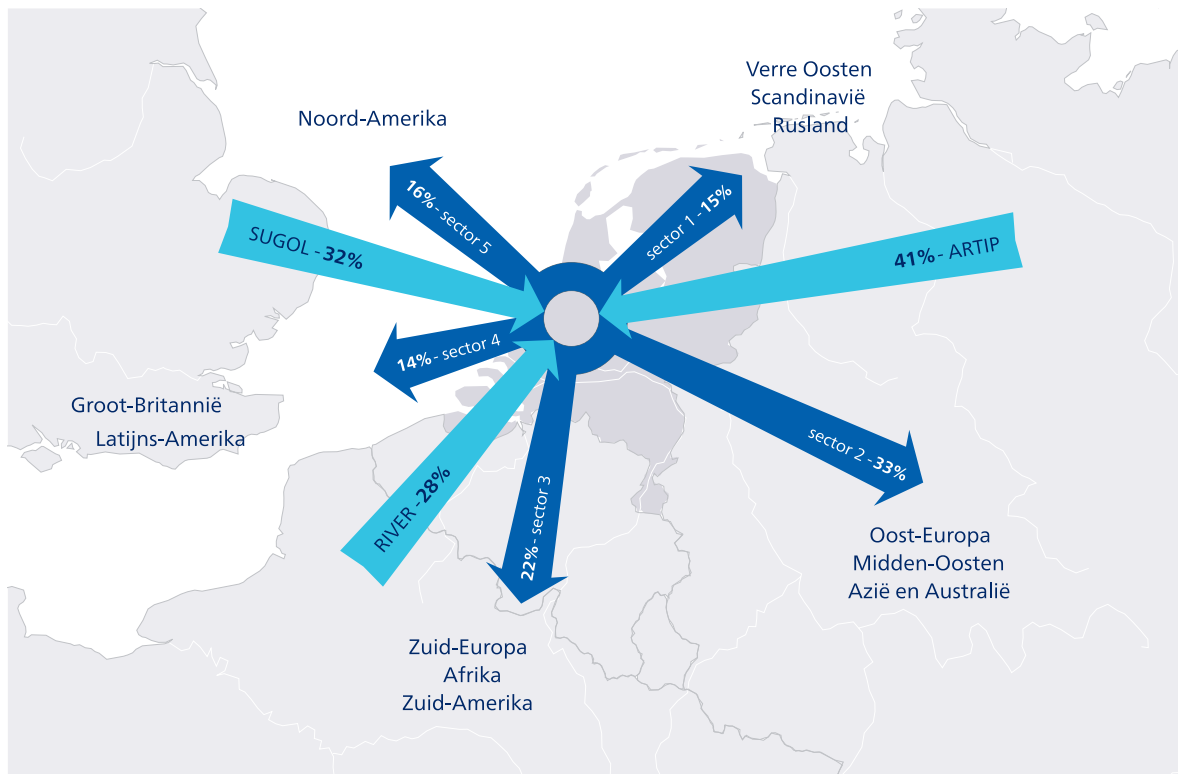 Verre Oosten
Scandinavië
Rusland
Noord-Amerika
16% - sector 5
sector 1 - 15%
SUGOL - 32%
41% - ARTIP
14% - sector 4
Groot-Britannië
Latijns-Amerika
sector 2 - 33%
RIVER - 28%
22% - sector 3
Oost-Europa
Midden-Oosten
Azië en Australië
Zuid-Europa
Afrika
Zuid-Amerika